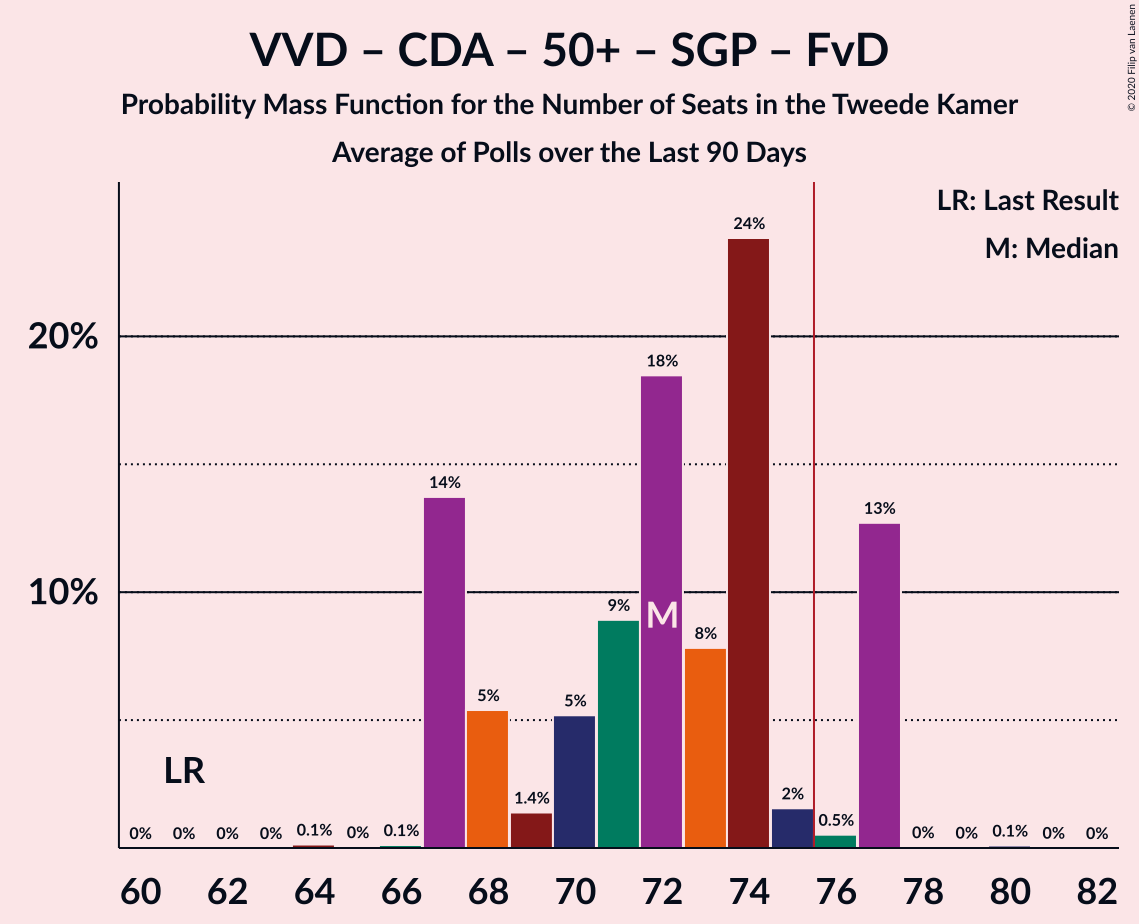 VVD – CDA – 50+ – SGP – FvD
Probability Mass Function for the Number of Seats in the Tweede Kamer
Average of Polls over the Last 90 Days
© 2020 Filip van Laenen
LR: Last Result
M: Median
20%
10%
LR
M
0% 0% 0% 0% 0.1% 0% 0.1% 14% 5% 1.4% 5% 9% 18% 8% 24% 2% 0.5% 13% 0% 0% 0.1% 0% 0%
60 62 64 66 68 70 72 74 76 78 80 82